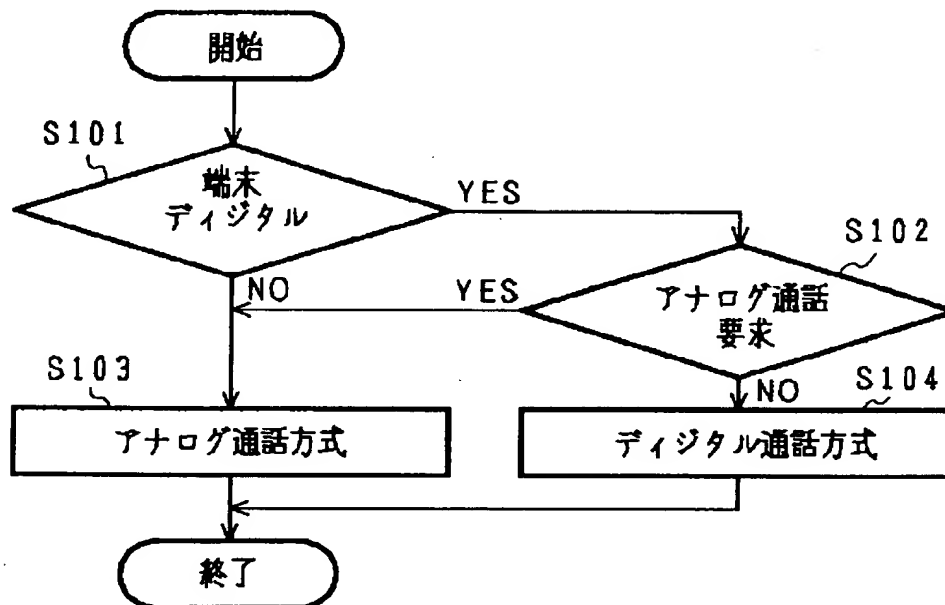 開始
S101
端末
ディジタル
YES
S102
NO
YES
アナログ通話
要求
S103
NO
S104
アナログ通話方式
ディジタル通話方式
終了